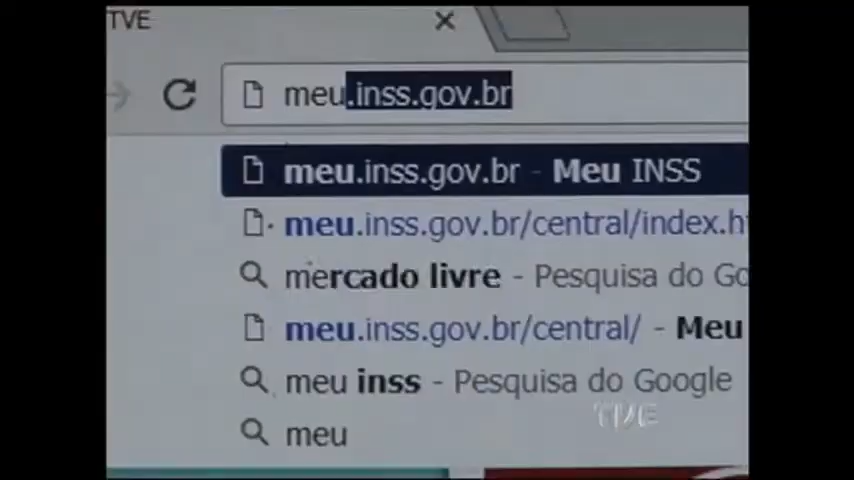 TVE
meu.inss.gov.br
meu.inss.gov.br - Meu INSS
meu.inss.gov.br/central/index.h
mercado livre - Pesquisa do Go
meu.inss.gov.br/central/ - Meu
meu inss - Pesquisa do Google
TVE
meu